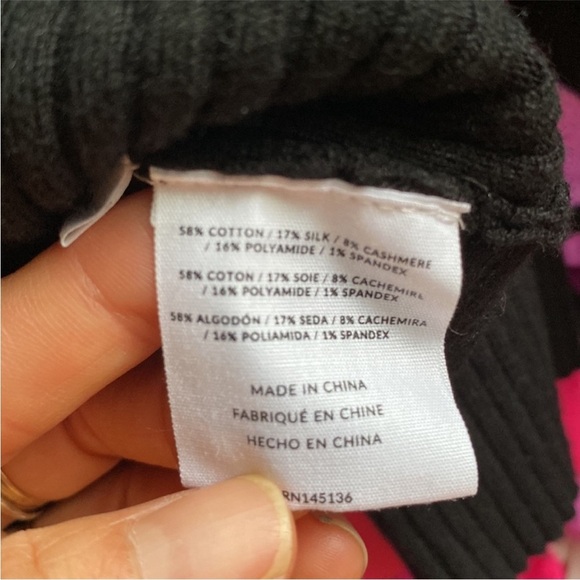 58% COTTON / 17% SILK / 8% CASHMERE
/ 16% POLYAMIDE / 1% SPANDEX
58% COTON / 17% SOIE / 8% CACHEMIRE
/ 16% POLYAMIDE / 1% SPANDEX
58% ALGODÓN / 17% SEDA / 8% CACHEMIRA
/ 16% POLIAMIDA / 1% SPANDEX
MADE IN CHINA
FABRIQUÉ EN CHINE
HECHO EN CHINA
RN145136